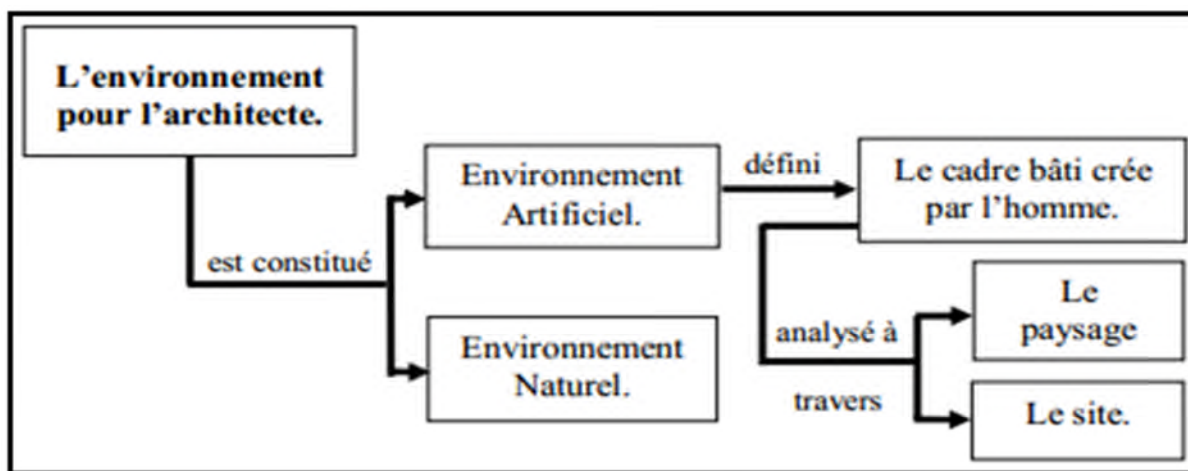 L'environnement
pour l'architecte.
est constitué
Environnement
Artificiel.
Environnement
Naturel.
défini
Le cadre bâti crée
par l'homme.
analysé à
travers
Le
paysage
Le site.